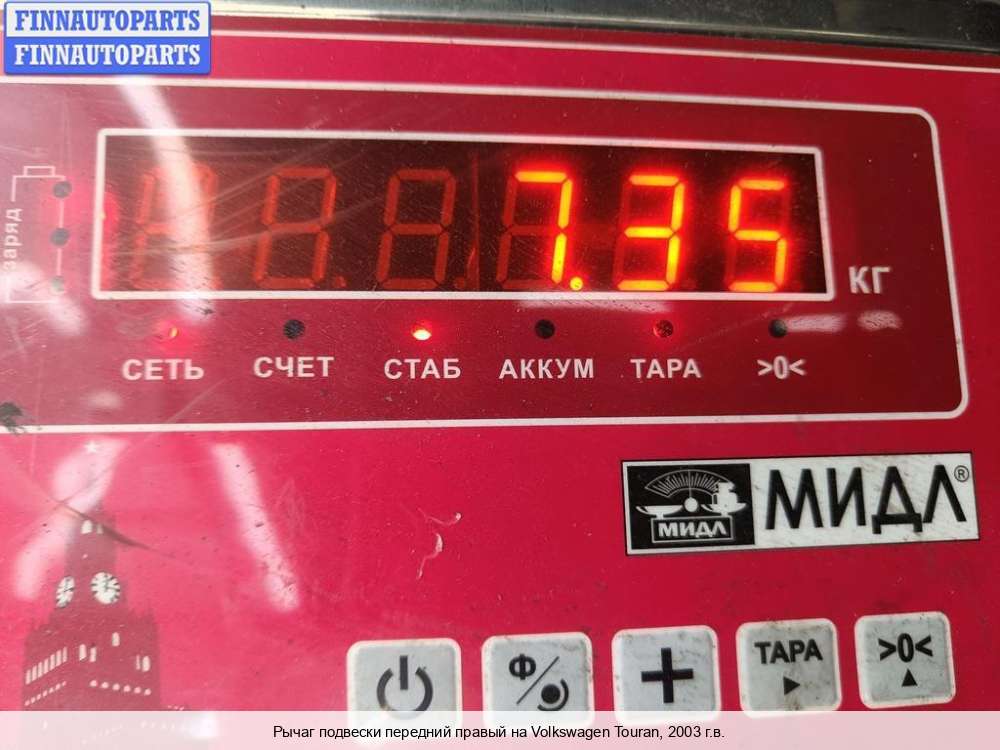 FINNAUTOPARTS
FINNAUTOPARTS
заряд
7.35
КГ
СЕТЬ СЧЕТ СТАБ АККУМ ТАРА >0<
МИДЛ МИДЛ®
Ф/ + ТАРА >0<
Рычаг подвески передний правый на Volkswagen Touran, 2003 г.в.